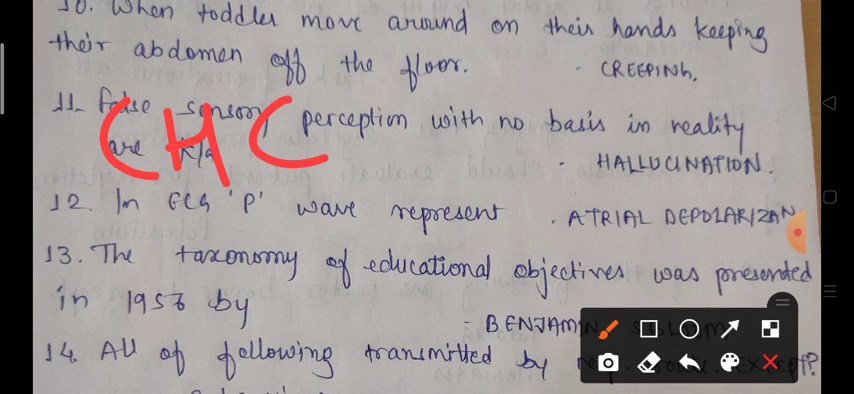 10. When toddler move around on their hands keeping
their abdomen off the floor.
- CREEPING.
11. False sensory perception with no basis in reality
are K/a
- HALLUCINATION.
CHC
12. In ECG 'P' wave represent
- ATRIAL DEPOLARIZAN
13. The taxonomy of educational objectives was presented
in 1956 by
- BENJAMIN
14. All of following transmitted by
EXCEPT?